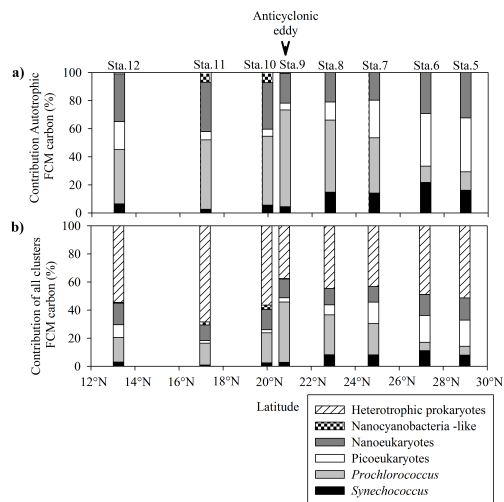 Anticyclonic
eddy
Sta.12 Sta.11 Sta.10 Sta.9 Sta.8 Sta.7 Sta.6 Sta.5
a)
Contribution Autotrophic
FCM carbon (%)
100
80
60
40
20
0
b)
Contribution of all clusters
FCM carbon (%)
100
80
60
40
20
0
12°N 14°N 16°N 18°N 20°N 22°N 24°N 26°N 28°N 30°N
Latitude
Heterotrophic prokaryotes
Nanocyanobacteria -like
Nanoeukaryotes
Picoeukaryotes
Prochlorococcus
Synechococcus